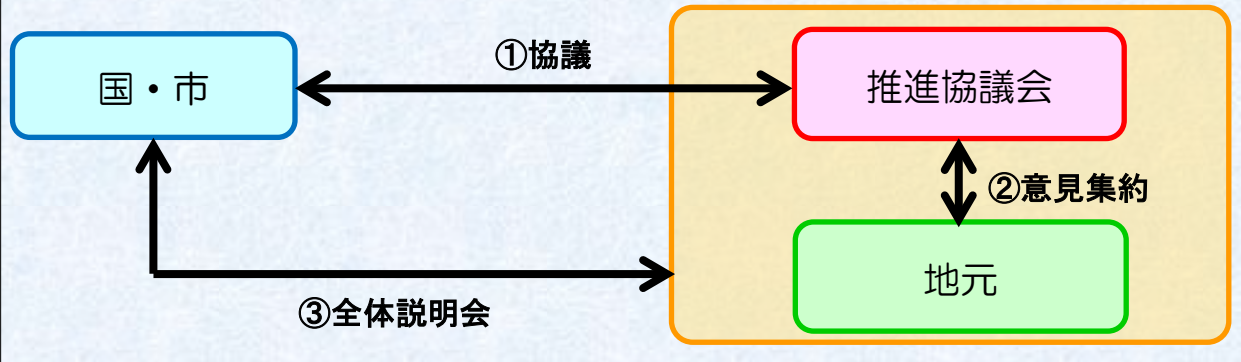 ①協議
国・市
推進協議会
②意見集約
地元
③全体説明会